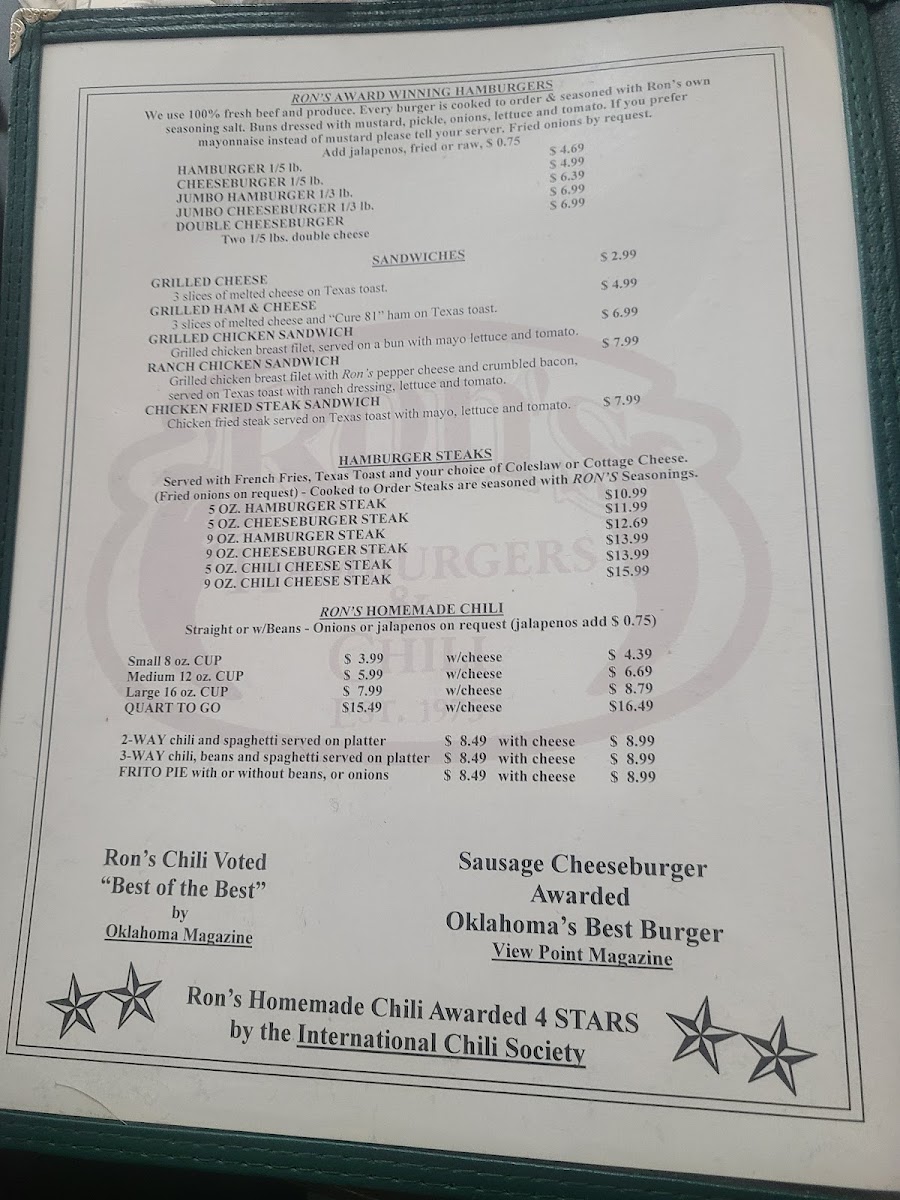 RON'S AWARD WINNING HAMBURGERS
We use 100% fresh beef and produce. Every burger is cooked to order & seasoned with Ron's own
seasoning salt. Buns dressed with mustard, pickle, onions, lettuce and tomato. If you prefer
mayonnaise instead of mustard please tell your server. Fried onions by request.
Add jalapenos, fried or raw, $ 0.75
HAMBURGER 1/5 lb. $ 4.69
CHEESEBURGER 1/5 lb. $ 4.99
JUMBO HAMBURGER 1/3 lb. $ 6.39
JUMBO CHEESEBURGER 1/3 lb. $ 6.99
DOUBLE CHEESEBURGER $ 6.99
Two 1/5 lbs. double cheese
SANDWICHES
GRILLED CHEESE $ 2.99
3 slices of melted cheese on Texas toast.
GRILLED HAM & CHEESE $ 4.99
3 slices of melted cheese and "Cure 81" ham on Texas toast.
GRILLED CHICKEN SANDWICH $ 6.99
Grilled chicken breast filet, served on a bun with mayo lettuce and tomato.
RANCH CHICKEN SANDWICH $ 7.99
Grilled chicken breast filet with Ron's pepper cheese and crumbled bacon,
served on Texas toast with ranch dressing, lettuce and tomato.
CHICKEN FRIED STEAK SANDWICH $ 7.99
Chicken fried steak served on Texas toast with mayo, lettuce and tomato.
HAMBURGER STEAKS
Served with French Fries, Texas Toast and your choice of Coleslaw or Cottage Cheese.
(Fried onions on request) - Cooked to Order Steaks are seasoned with RON'S Seasonings.
5 OZ. HAMBURGER STEAK $10.99
5 OZ. CHEESEBURGER STEAK $11.99
9 OZ. HAMBURGER STEAK $12.69
9 OZ. CHEESEBURGER STEAK $13.99
5 OZ. CHILI CHEESE STEAK $13.99
9 OZ. CHILI CHEESE STEAK $15.99
RON'S HOMEMADE CHILI
Straight or w/Beans - Onions or jalapenos on request (jalapenos add $ 0.75)
Small 8 oz. CUP $ 3.99 w/cheese $ 4.39
Medium 12 oz. CUP $ 5.99 w/cheese $ 6.69
Large 16 oz. CUP $ 7.99 w/cheese $ 8.79
QUART TO GO $15.49 w/cheese $16.49
2-WAY chili and spaghetti served on platter $ 8.49 with cheese $ 8.99
3-WAY chili, beans and spaghetti served on platter $ 8.49 with cheese $ 8.99
FRITO PIE with or without beans, or onions $ 8.49 with cheese $ 8.99
Ron's Chili Voted
"Best of the Best"
by
Oklahoma Magazine
Sausage Cheeseburger
Awarded
Oklahoma's Best Burger
View Point Magazine
Ron's Homemade Chili Awarded 4 STARS
by the International Chili Society
Ron's
&
CHILI
EST. 1975